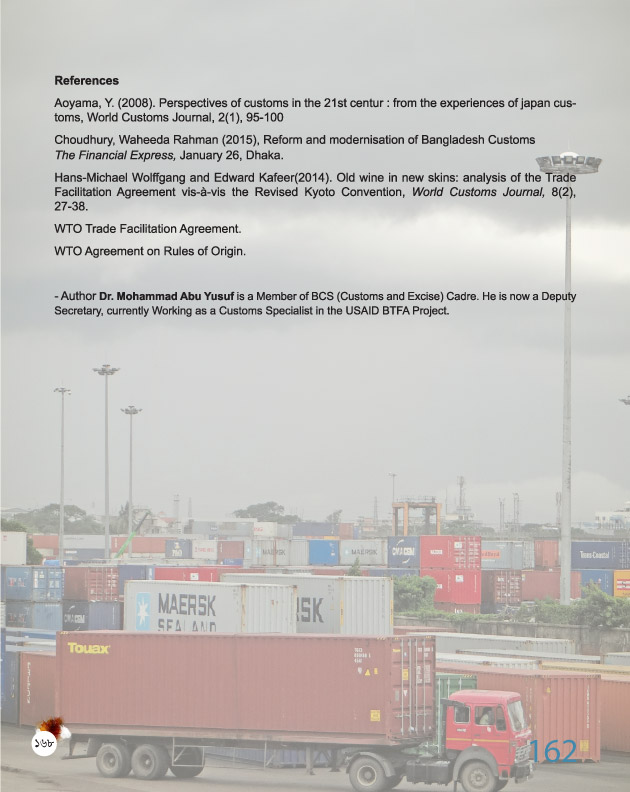 References
Aoyama, Y. (2008). Perspectives of customs in the 21st centur : from the experiences of japan cus-
toms, World Customs Journal, 2(1), 95-100
Choudhury, Waheeda Rahman (2015), Reform and modernisation of Bangladesh Customs
The Financial Express, January 26, Dhaka.
Hans-Michael Wolffgang and Edward Kafeer(2014). Old wine in new skins: analysis of the Trade
Facilitation Agreement vis-à-vis the Revised Kyoto Convention, World Customs Journal, 8(2),
27-38.
WTO Trade Facilitation Agreement.
WTO Agreement on Rules of Origin.
- Author Dr. Mohammad Abu Yusuf is a Member of BCS (Customs and Excise) Cadre. He is now a Deputy
Secretary, currently Working as a Customs Specialist in the USAID BTFA Project.
MAERSK
CMA CGM
Trans-Coastal
MAERSK
SEALAND
RSK
Touax
১৬৮
162